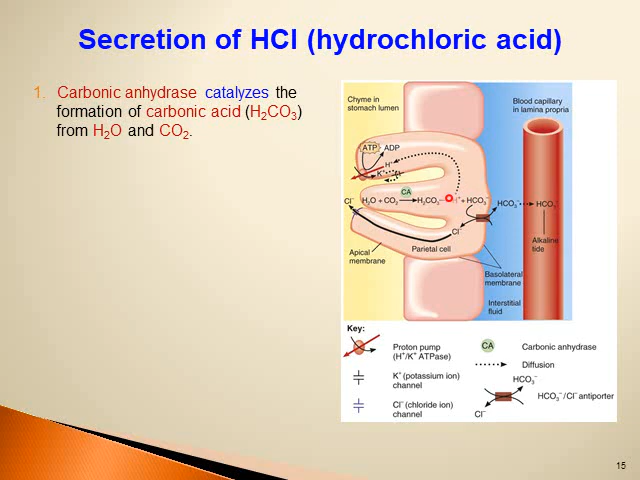 Secretion of HCl (hydrochloric acid)
1. Carbonic anhydrase catalyzes the
formation of carbonic acid (H₂CO₃)
from H₂O and CO₂.
Chyme in
stomach lumen
Blood capillary
in lamina propria
ATP ADP
H⁺
K⁺
CA
Cl⁻ H₂O + CO₂ H₂CO₃ H⁺ + HCO₃⁻ HCO₃⁻ HCO₃⁻
Cl⁻
Apical
membrane
Parietal cell
Alkaline
tide
Basolateral
membrane
Interstitial
fluid
Key:
Proton pump
(H⁺/K⁺ ATPase)
CA Carbonic anhydrase
Diffusion
K⁺ (potassium ion)
channel
HCO₃⁻
HCO₃⁻/Cl⁻ antiporter
Cl⁻
Cl⁻ (chloride ion)
channel
15